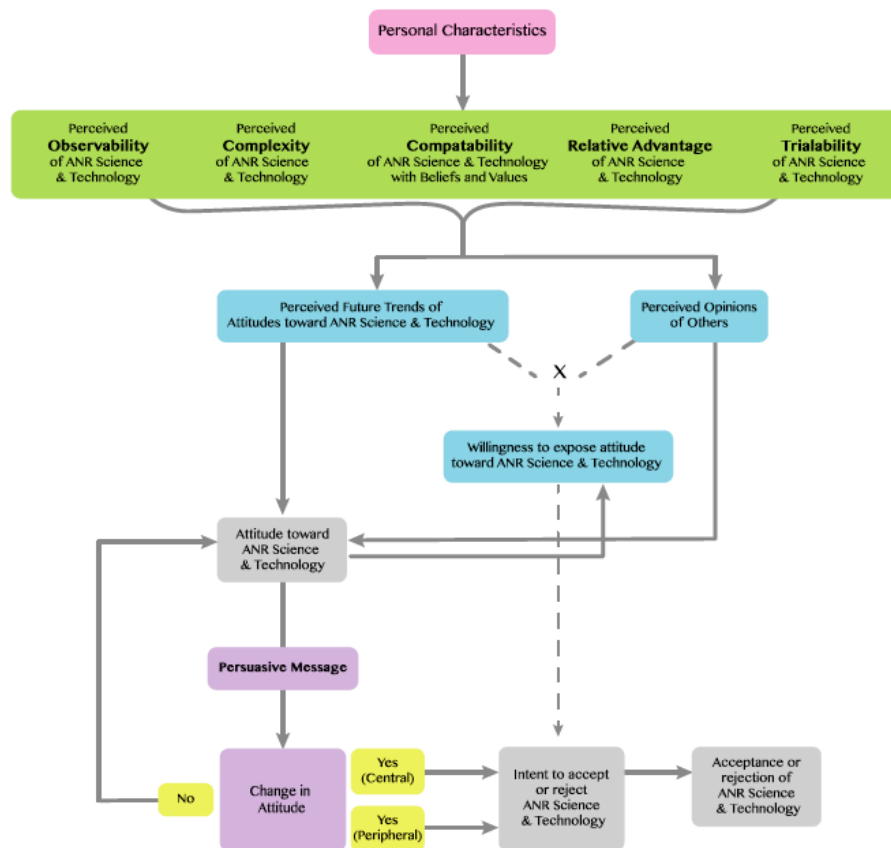 Personal Characteristics
Perceived
Observability
of ANR Science
& Technology
Perceived
Complexity
of ANR Science
& Technology
Perceived
Compatability
of ANR Science & Technology
with Beliefs and Values
Perceived
Relative Advantage
of ANR Science
& Technology
Perceived
Trialability
of ANR Science
& Technology
Perceived Future Trends of
Attitudes toward ANR Science & Technology
Perceived Opinions
of Others
X
Willingness to expose attitude
toward ANR Science & Technology
Attitude toward
ANR Science
& Technology
Persuasive Message
No
Change in
Attitude
Yes
(Central)
Yes
(Peripheral)
Intent to accept
or reject
ANR Science
& Technology
Acceptance or
rejection of
ANR Science
& Technology